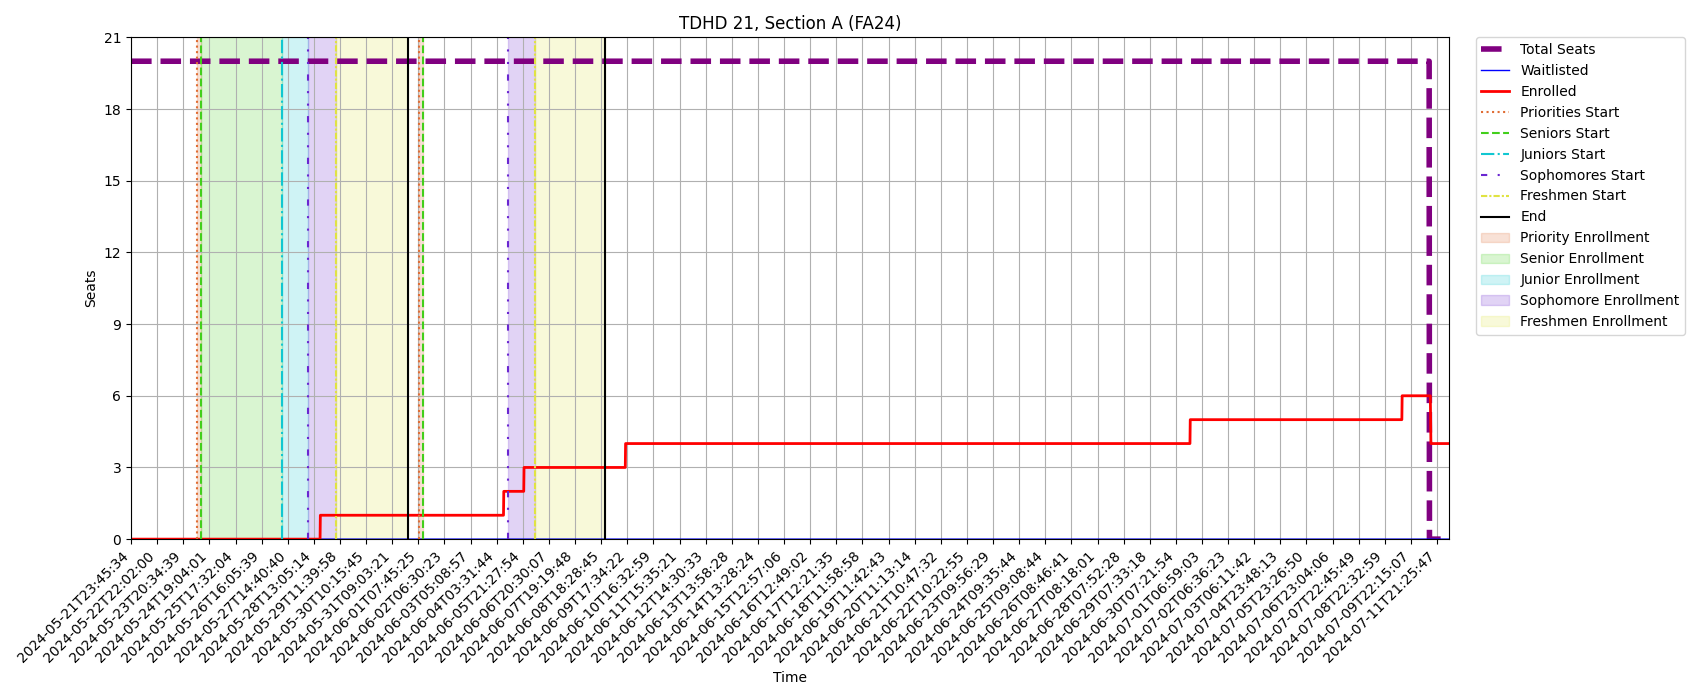 TDHD 21, Section A (FA24)
21
18
15
12
9
6
3
0
Seats
2024-05-21T23:45:34
2024-05-22T22:02:00
2024-05-23T20:34:39
2024-05-24T19:04:01
2024-05-25T17:32:04
2024-05-26T16:05:39
2024-05-27T14:40:40
2024-05-28T13:05:14
2024-05-29T11:39:58
2024-05-30T10:15:45
2024-05-31T09:03:21
2024-06-01T07:45:25
2024-06-02T06:30:23
2024-06-03T05:08:57
2024-06-04T03:31:44
2024-06-05T01:27:54
2024-06-06T20:30:07
2024-06-07T19:19:48
2024-06-08T18:28:45
2024-06-09T17:34:22
2024-06-10T16:32:59
2024-06-11T15:35:21
2024-06-12T14:30:33
2024-06-13T13:58:28
2024-06-14T13:28:24
2024-06-15T12:57:06
2024-06-16T12:49:02
2024-06-17T12:21:35
2024-06-18T11:58:58
2024-06-19T11:42:43
2024-06-20T11:13:14
2024-06-21T10:47:32
2024-06-22T10:22:55
2024-06-23T09:56:29
2024-06-24T09:35:44
2024-06-25T09:08:44
2024-06-26T08:46:41
2024-06-27T08:18:01
2024-06-28T07:52:28
2024-06-29T07:33:18
2024-06-30T07:21:54
2024-07-01T06:59:03
2024-07-03T06:36:23
2024-07-03T06:11:42
2024-07-04T23:48:13
2024-07-05T23:26:50
2024-07-06T23:04:06
2024-07-07T22:45:49
2024-07-08T22:32:59
2024-07-09T22:15:07
2024-07-11T21:25:47
Time
Total Seats
Waitlisted
Enrolled
Priorities Start
Seniors Start
Juniors Start
Sophomores Start
Freshmen Start
End
Priority Enrollment
Senior Enrollment
Junior Enrollment
Sophomore Enrollment
Freshmen Enrollment